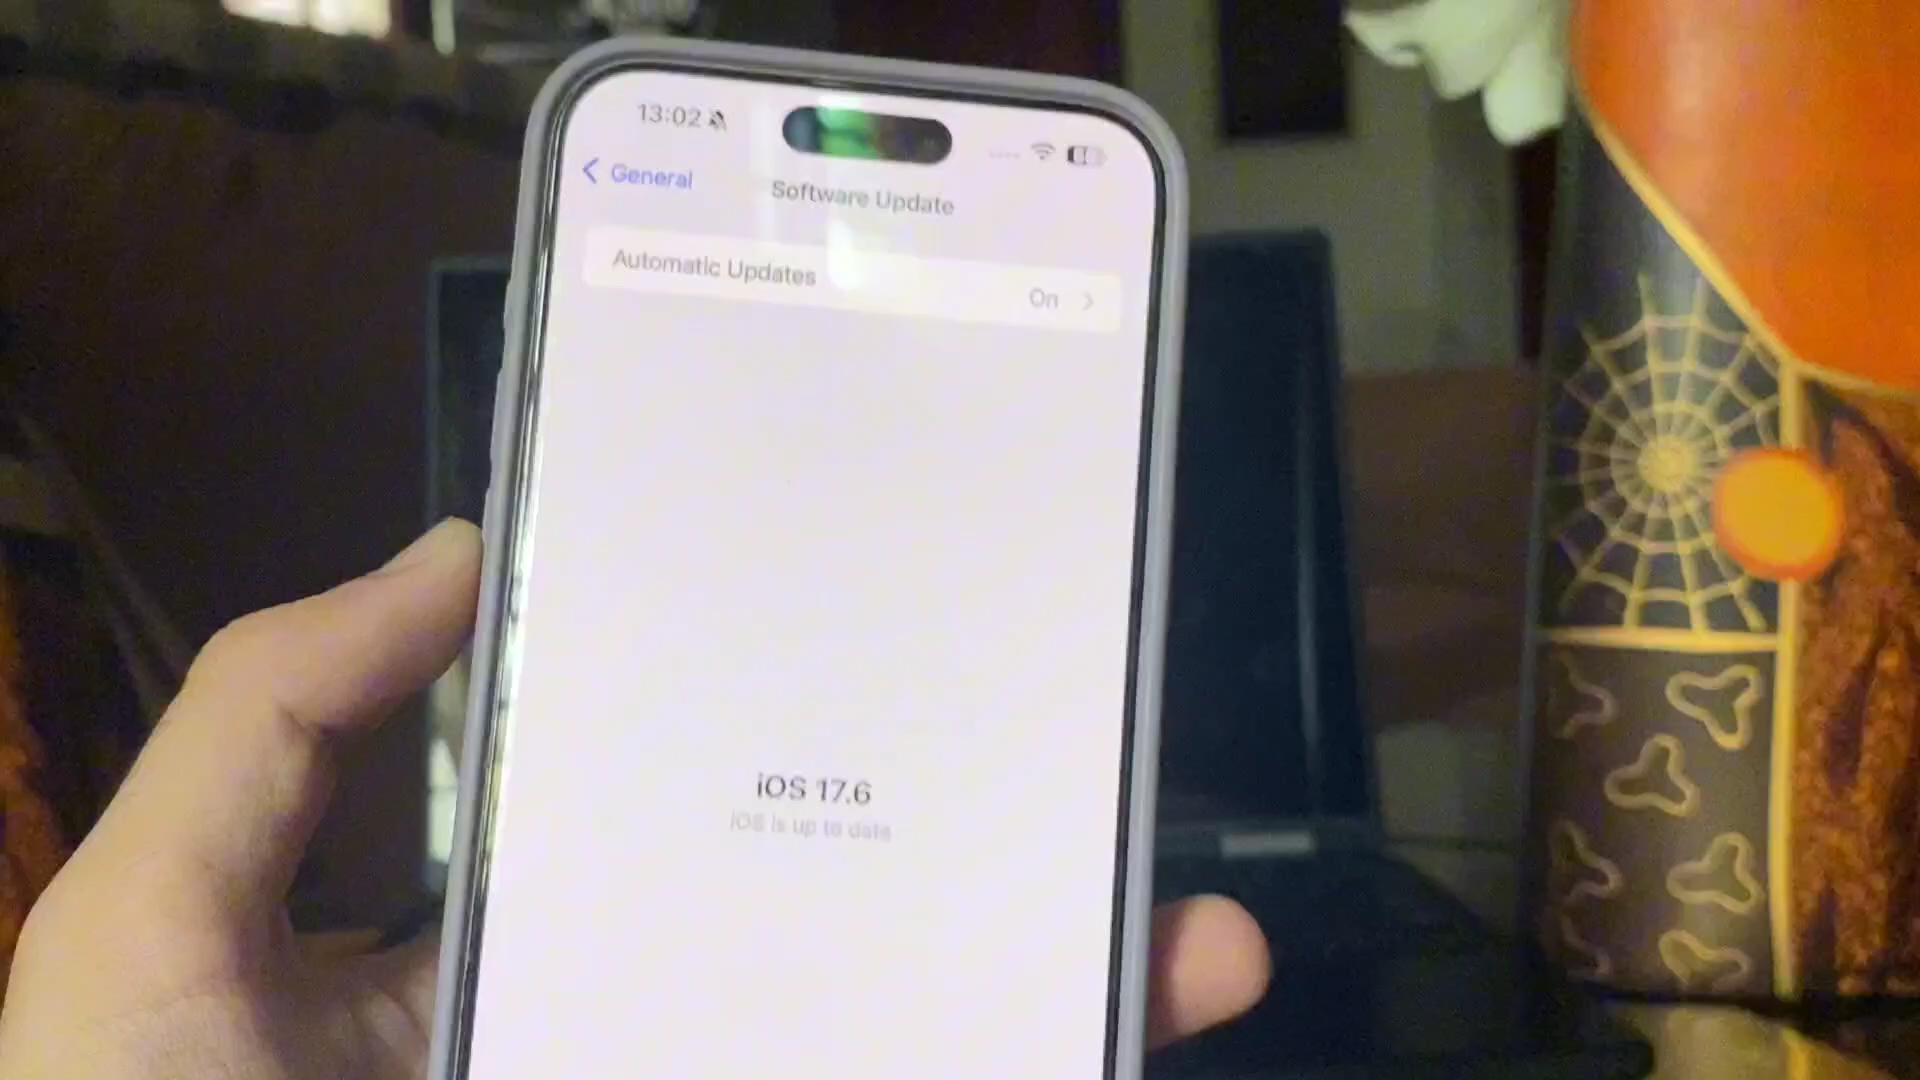 13:02
General
Software Update
Automatic Updates
On
iOS 17.6
iOS is up to date